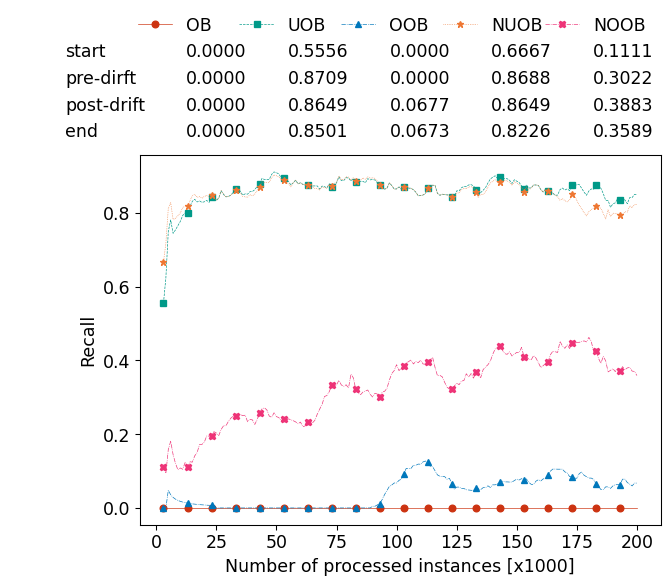 OB UOB OOB NUOB NOOB
start 0.0000 0.5556 0.0000 0.6667 0.1111
pre-dirft 0.0000 0.8709 0.0000 0.8688 0.3022
post-drift 0.0000 0.8649 0.0677 0.8649 0.3883
end 0.0000 0.8501 0.0673 0.8226 0.3589
0.8
0.6
0.4
0.2
0.0
Recall
0 25 50 75 100 125 150 175 200
Number of processed instances [x1000]